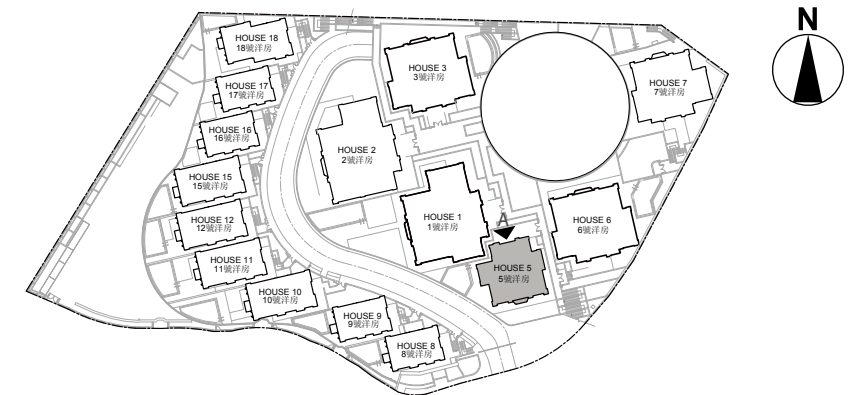 N
HOUSE 18
18號洋房
HOUSE 3
3號洋房
HOUSE 7
7號洋房
HOUSE 17
17號洋房
HOUSE 16
16號洋房
HOUSE 2
2號洋房
HOUSE 15
15號洋房
HOUSE 12
12號洋房
HOUSE 1
1號洋房
A
HOUSE 6
6號洋房
HOUSE 11
11號洋房
HOUSE 5
5號洋房
HOUSE 10
10號洋房
HOUSE 9
9號洋房
HOUSE 8
8號洋房